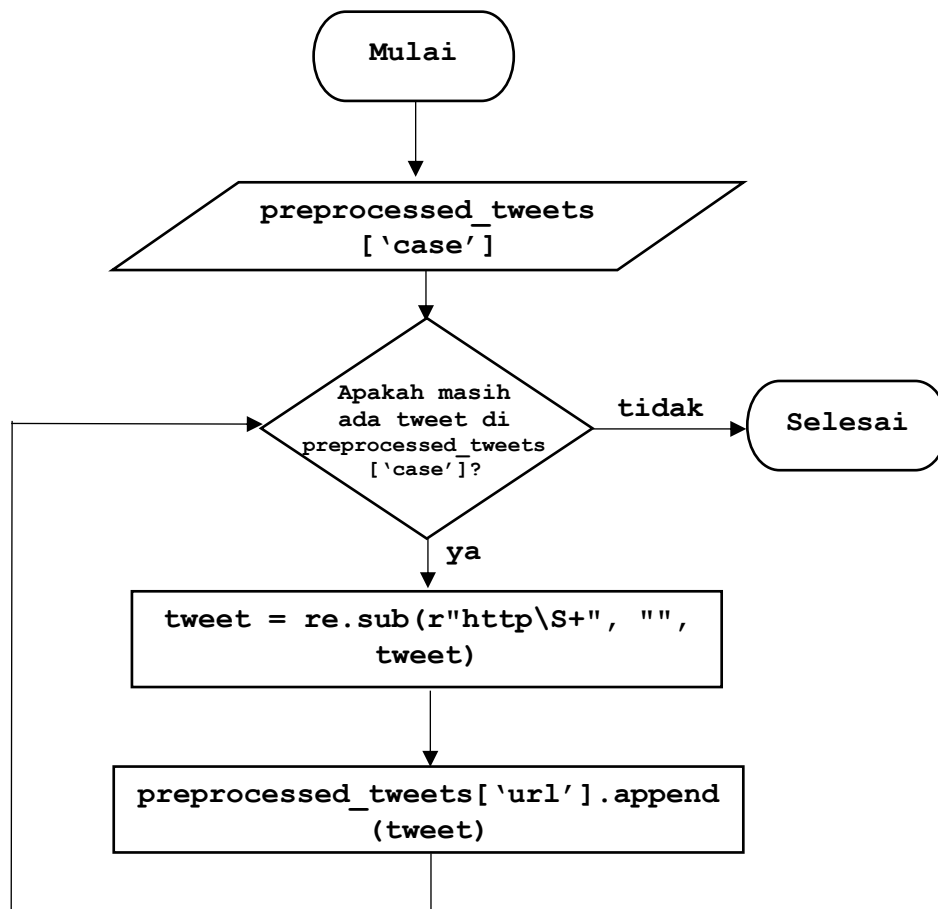 Mulai
preprocessed_tweets
[‘case’]
Apakah masih
ada tweet di
preprocessed_tweets
[‘case’]?
tidak
Selesai
ya
tweet = re.sub(r"http\S+", "",
tweet)
preprocessed_tweets[‘url’].append
(tweet)